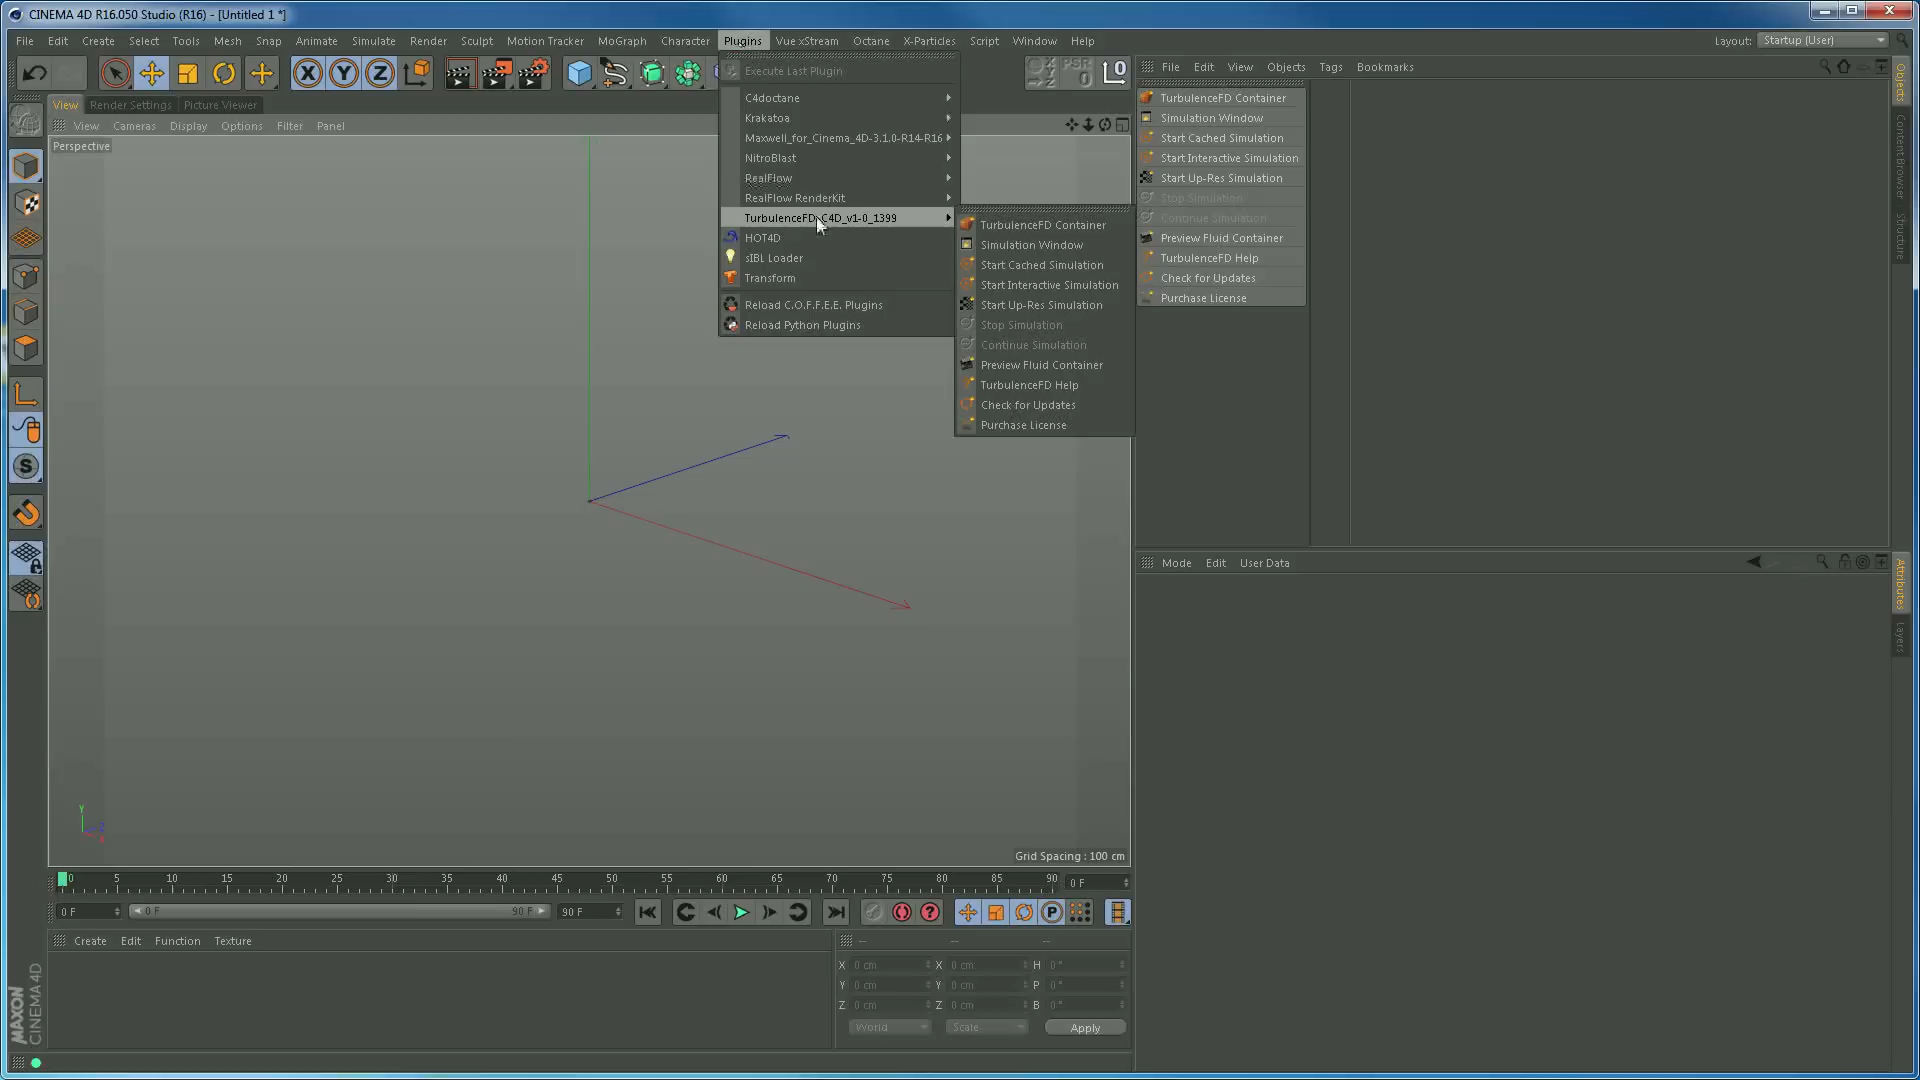 CINEMA 4D R16.050 Studio (R16) - [Untitled 1 *]
File Edit Create Select Tools Mesh Snap Animate Simulate Render Sculpt Motion Tracker MoGraph Character Plugins Vue xStream Octane X-Particles Script Window Help
Layout: Startup (User)
X Y Z
PSR
0
File Edit View Objects Tags Bookmarks
View Render Settings Picture Viewer
View Cameras Display Options Filter Panel
Perspective
Execute Last Plugin
C4doctane
Krakatoa
Maxwell_for_Cinema_4D-3.1.0-R14-R16
NitroBlast
RealFlow
RealFlow RenderKit
TurbulenceFD_C4D_v1-0_1399
HOT4D
sIBL Loader
Transform
Reload C.O.F.F.E.E. Plugins
Reload Python Plugins
TurbulenceFD Container
Simulation Window
Start Cached Simulation
Start Interactive Simulation
Start Up-Res Simulation
Stop Simulation
Continue Simulation
Preview Fluid Container
TurbulenceFD Help
Check for Updates
Purchase License
TurbulenceFD Container
Simulation Window
Start Cached Simulation
Start Interactive Simulation
Start Up-Res Simulation
Stop Simulation
Continue Simulation
Preview Fluid Container
TurbulenceFD Help
Check for Updates
Purchase License
Objects
Content Browser
Structure
Mode Edit User Data
Attributes
Layers
S
Y
Z
X
Grid Spacing : 100 cm
0 5 10 15 20 25 30 35 40 45 50 55 60 65 70 75 80 85 90
0 F
0 F 0 F 90 F 90 F
P
Create Edit Function Texture
-- -- --
X 0 cm X 0 cm H 0 °
Y 0 cm Y 0 cm P 0 °
Z 0 cm Z 0 cm B 0 °
World Scale Apply
MAXON
CINEMA 4D